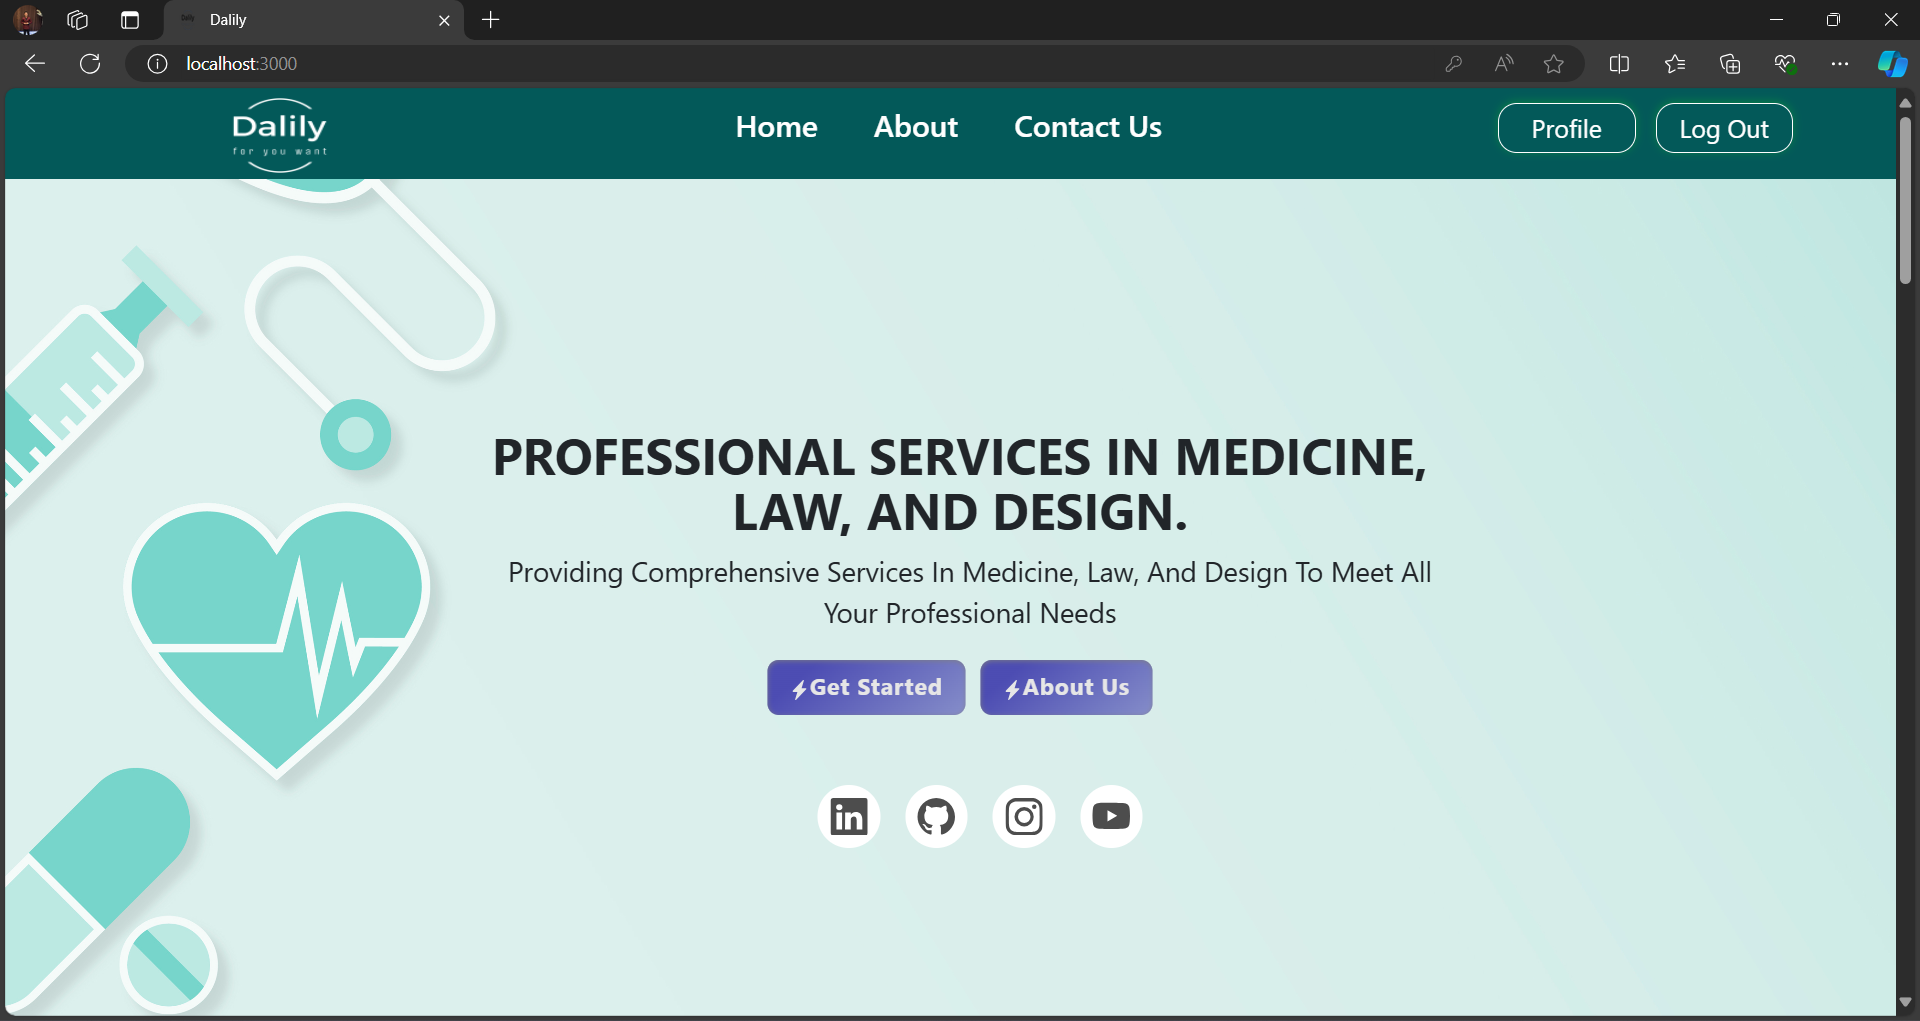 Dalily
localhost:3000
Dalily
for you want
Home
About
Contact Us
Profile
Log Out
PROFESSIONAL SERVICES IN MEDICINE,
LAW, AND DESIGN.
Providing Comprehensive Services In Medicine, Law, And Design To Meet All
Your Professional Needs
Get Started
About Us